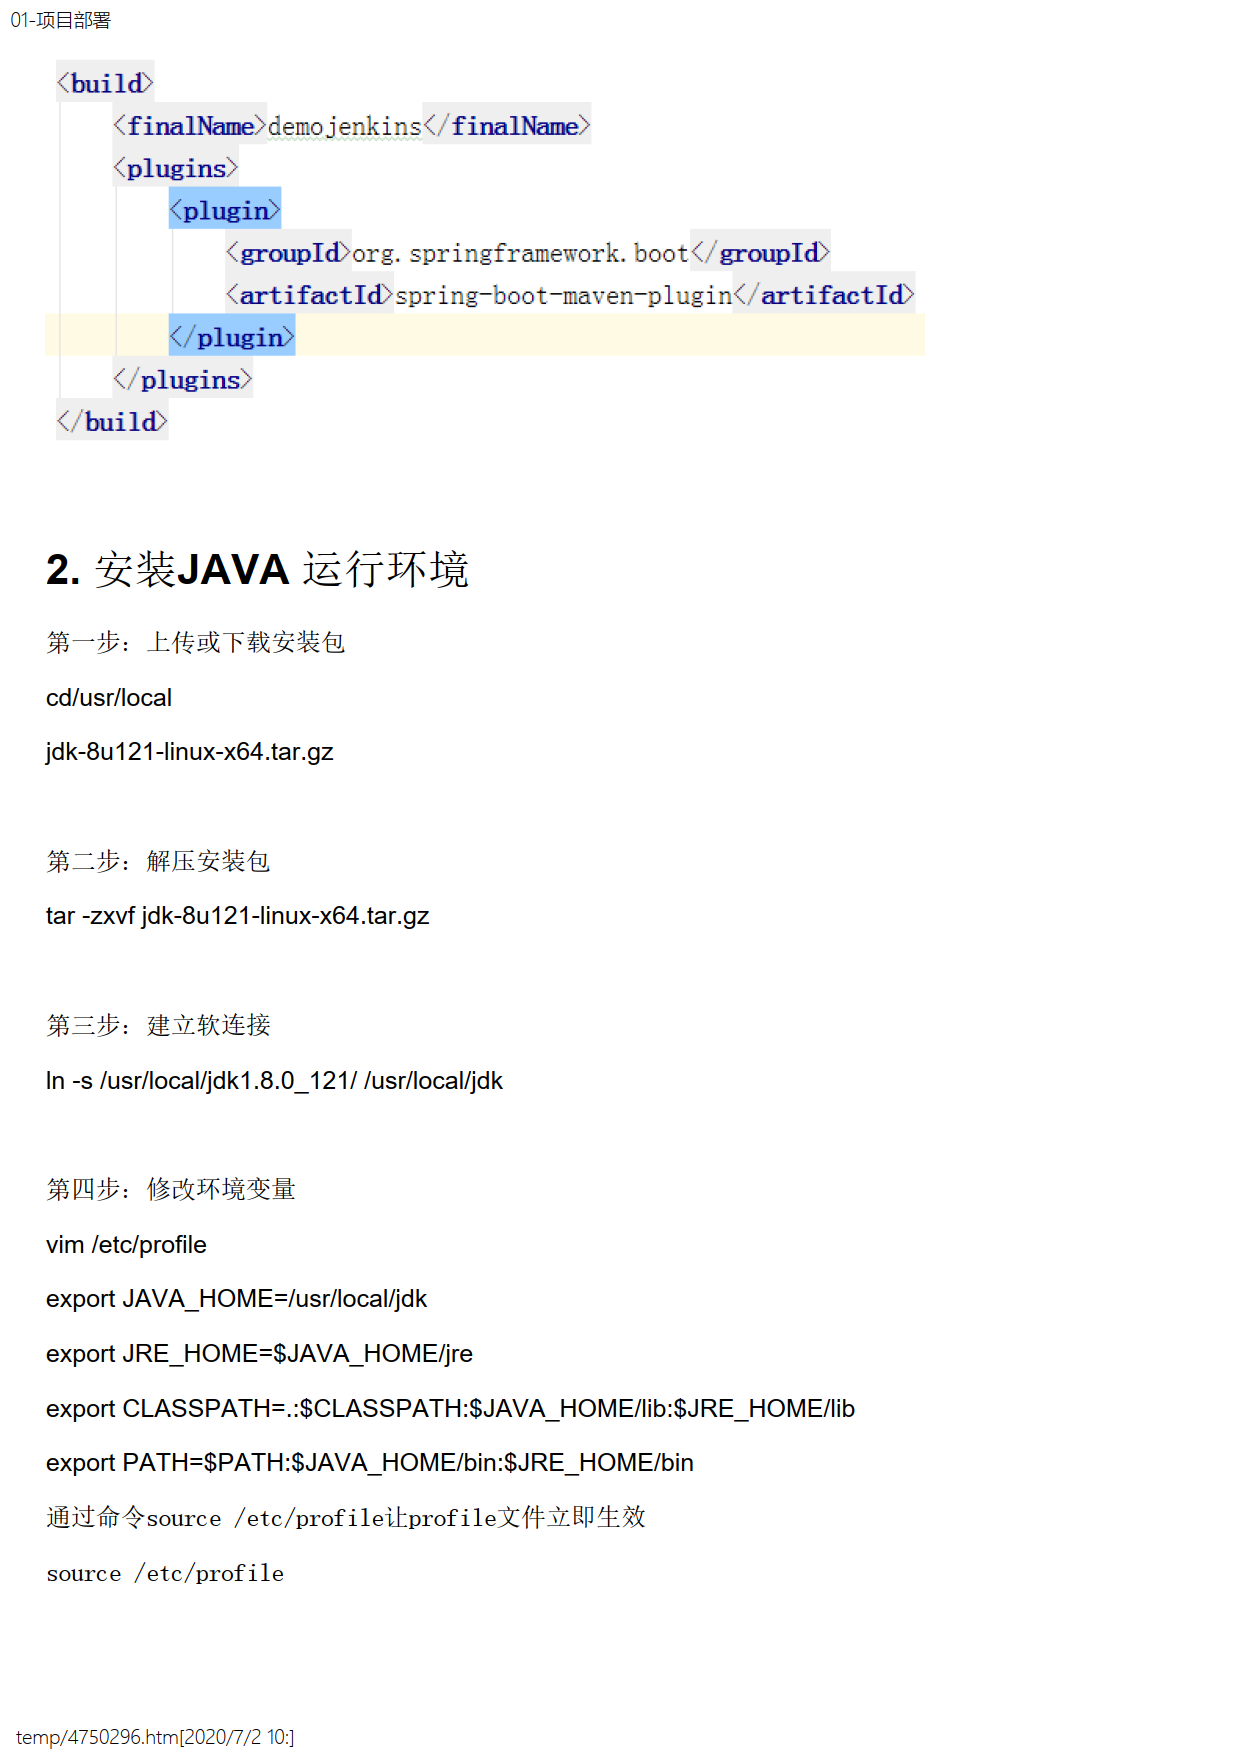 01-项目部署
<build>
<finalName>demojenkins</finalName>
<plugins>
<plugin>
<groupId>org.springframework.boot</groupId>
<artifactId>spring-boot-maven-plugin</artifactId>
</plugin>
</plugins>
</build>
2. 安装JAVA 运行环境
第一步：上传或下载安装包
cd/usr/local
jdk-8u121-linux-x64.tar.gz
第二步：解压安装包
tar -zxvf jdk-8u121-linux-x64.tar.gz
第三步：建立软连接
ln -s /usr/local/jdk1.8.0_121/ /usr/local/jdk
第四步：修改环境变量
vim /etc/profile
export JAVA_HOME=/usr/local/jdk
export JRE_HOME=$JAVA_HOME/jre
export CLASSPATH=.:$CLASSPATH:$JAVA_HOME/lib:$JRE_HOME/lib
export PATH=$PATH:$JAVA_HOME/bin:$JRE_HOME/bin
通过命令source /etc/profile让profile文件立即生效
source /etc/profile
temp/4750296.htm[2020/7/2 10:]